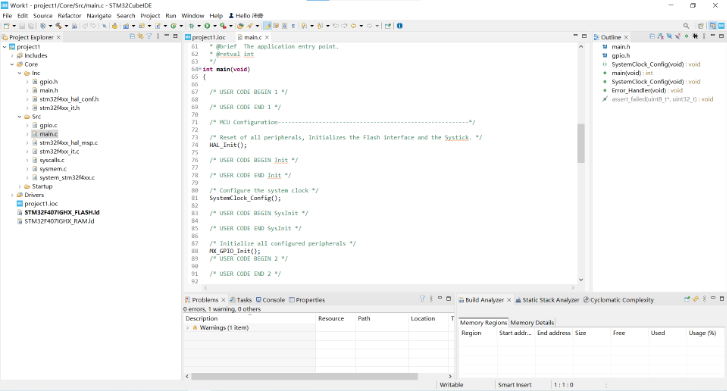 Work1 - project1/Core/Src/main.c - STM32CubeIDE
File Edit Source Refactor Navigate Search Project Run Window Help Hello
Project Explorer
project1
Includes
Core
Inc
gpio.h
main.h
stm32f4xx_hal_conf.h
stm32f4xx_it.h
Src
gpio.c
main.c
stm32f4xx_hal_msp.c
stm32f4xx_it.c
syscalls.c
sysmem.c
system_stm32f4xx.c
Startup
Drivers
project1.ioc
STM32F407IGHX_FLASH.ld
STM32F407IGHX_RAM.ld
project1.ioc main.c
61 * @brief The application entry point.
62 * @retval int
63 */
64 int main(void)
65 {
66
67 /* USER CODE BEGIN 1 */
68
69 /* USER CODE END 1 */
70
71 /* MCU Configuration--------------------------------------------------------*/
72
73 /* Reset of all peripherals, Initializes the Flash interface and the Systick. */
74 HAL_Init();
75
76 /* USER CODE BEGIN Init */
77
78 /* USER CODE END Init */
79
80 /* Configure the system clock */
81 SystemClock_Config();
82
83 /* USER CODE BEGIN SysInit */
84
85 /* USER CODE END SysInit */
86
87 /* Initialize all configured peripherals */
88 MX_GPIO_Init();
89 /* USER CODE BEGIN 2 */
90
91 /* USER CODE END 2 */
92
Outline
main.h
gpio.h
SystemClock_Config(void) : void
main(void) : int
SystemClock_Config(void) : void
Error_Handler(void) : void
assert_failed(uint8_t*, uint32_t) : void
Problems Tasks Console Properties
0 errors, 1 warning, 0 others
Description Resource Path Location T
Warnings (1 item)
Build Analyzer Static Stack Analyzer Cyclomatic Complexity
Memory Regions Memory Details
Region Start addr... End address Size Free Used Usage (%)
Writable Smart Insert 1 : 1 : 0